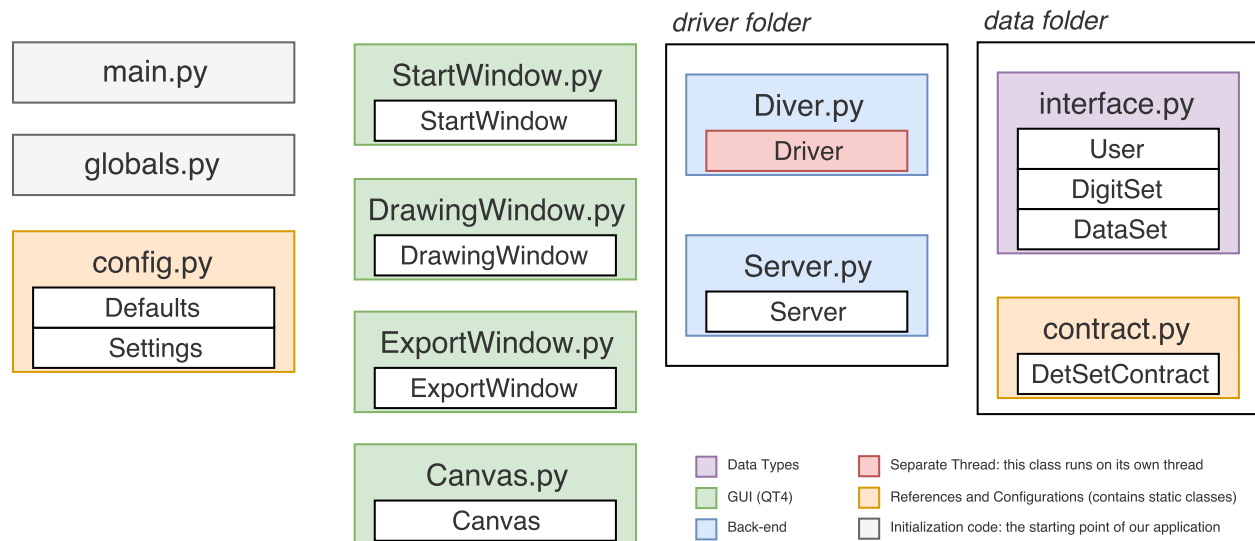 main.py
globals.py
config.py
Defaults
Settings
StartWindow.py
StartWindow
DrawingWindow.py
DrawingWindow
ExportWindow.py
ExportWindow
Canvas.py
Canvas
driver folder
Diver.py
Driver
Server.py
Server
data folder
interface.py
User
DigitSet
DataSet
contract.py
DetSetContract
Data Types
GUI (QT4)
Back-end
Separate Thread: this class runs on its own thread
References and Configurations (contains static classes)
Initialization code: the starting point of our application